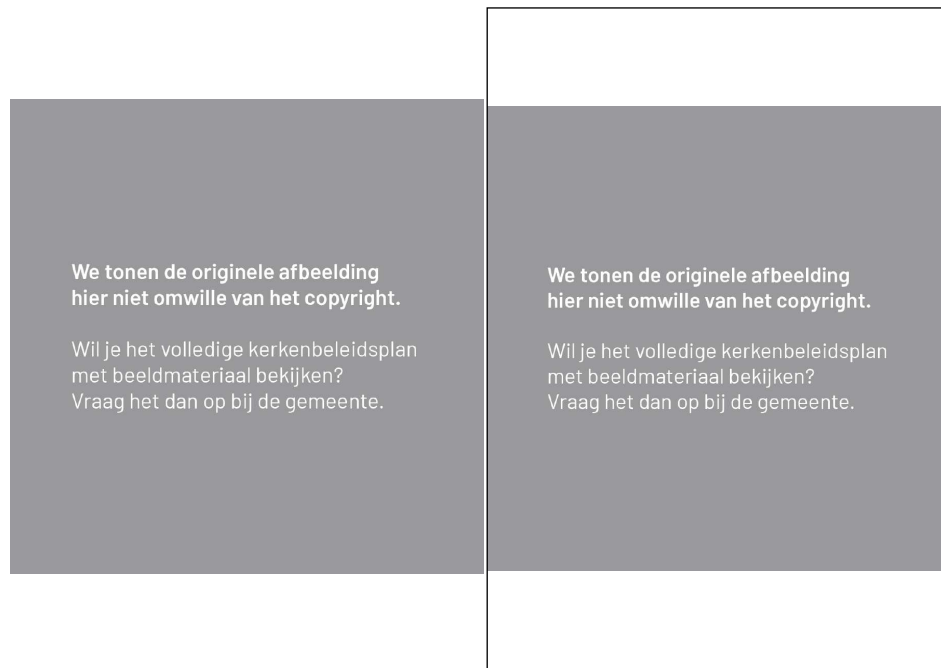 We tonen de originele afbeelding
hier niet omwille van het copyright.
Wil je het volledige kerkenbeleidsplan
met beeldmateriaal bekijken?
Vraag het dan op bij de gemeente.
We tonen de originele afbeelding
hier niet omwille van het copyright.
Wil je het volledige kerkenbeleidsplan
met beeldmateriaal bekijken?
Vraag het dan op bij de gemeente.